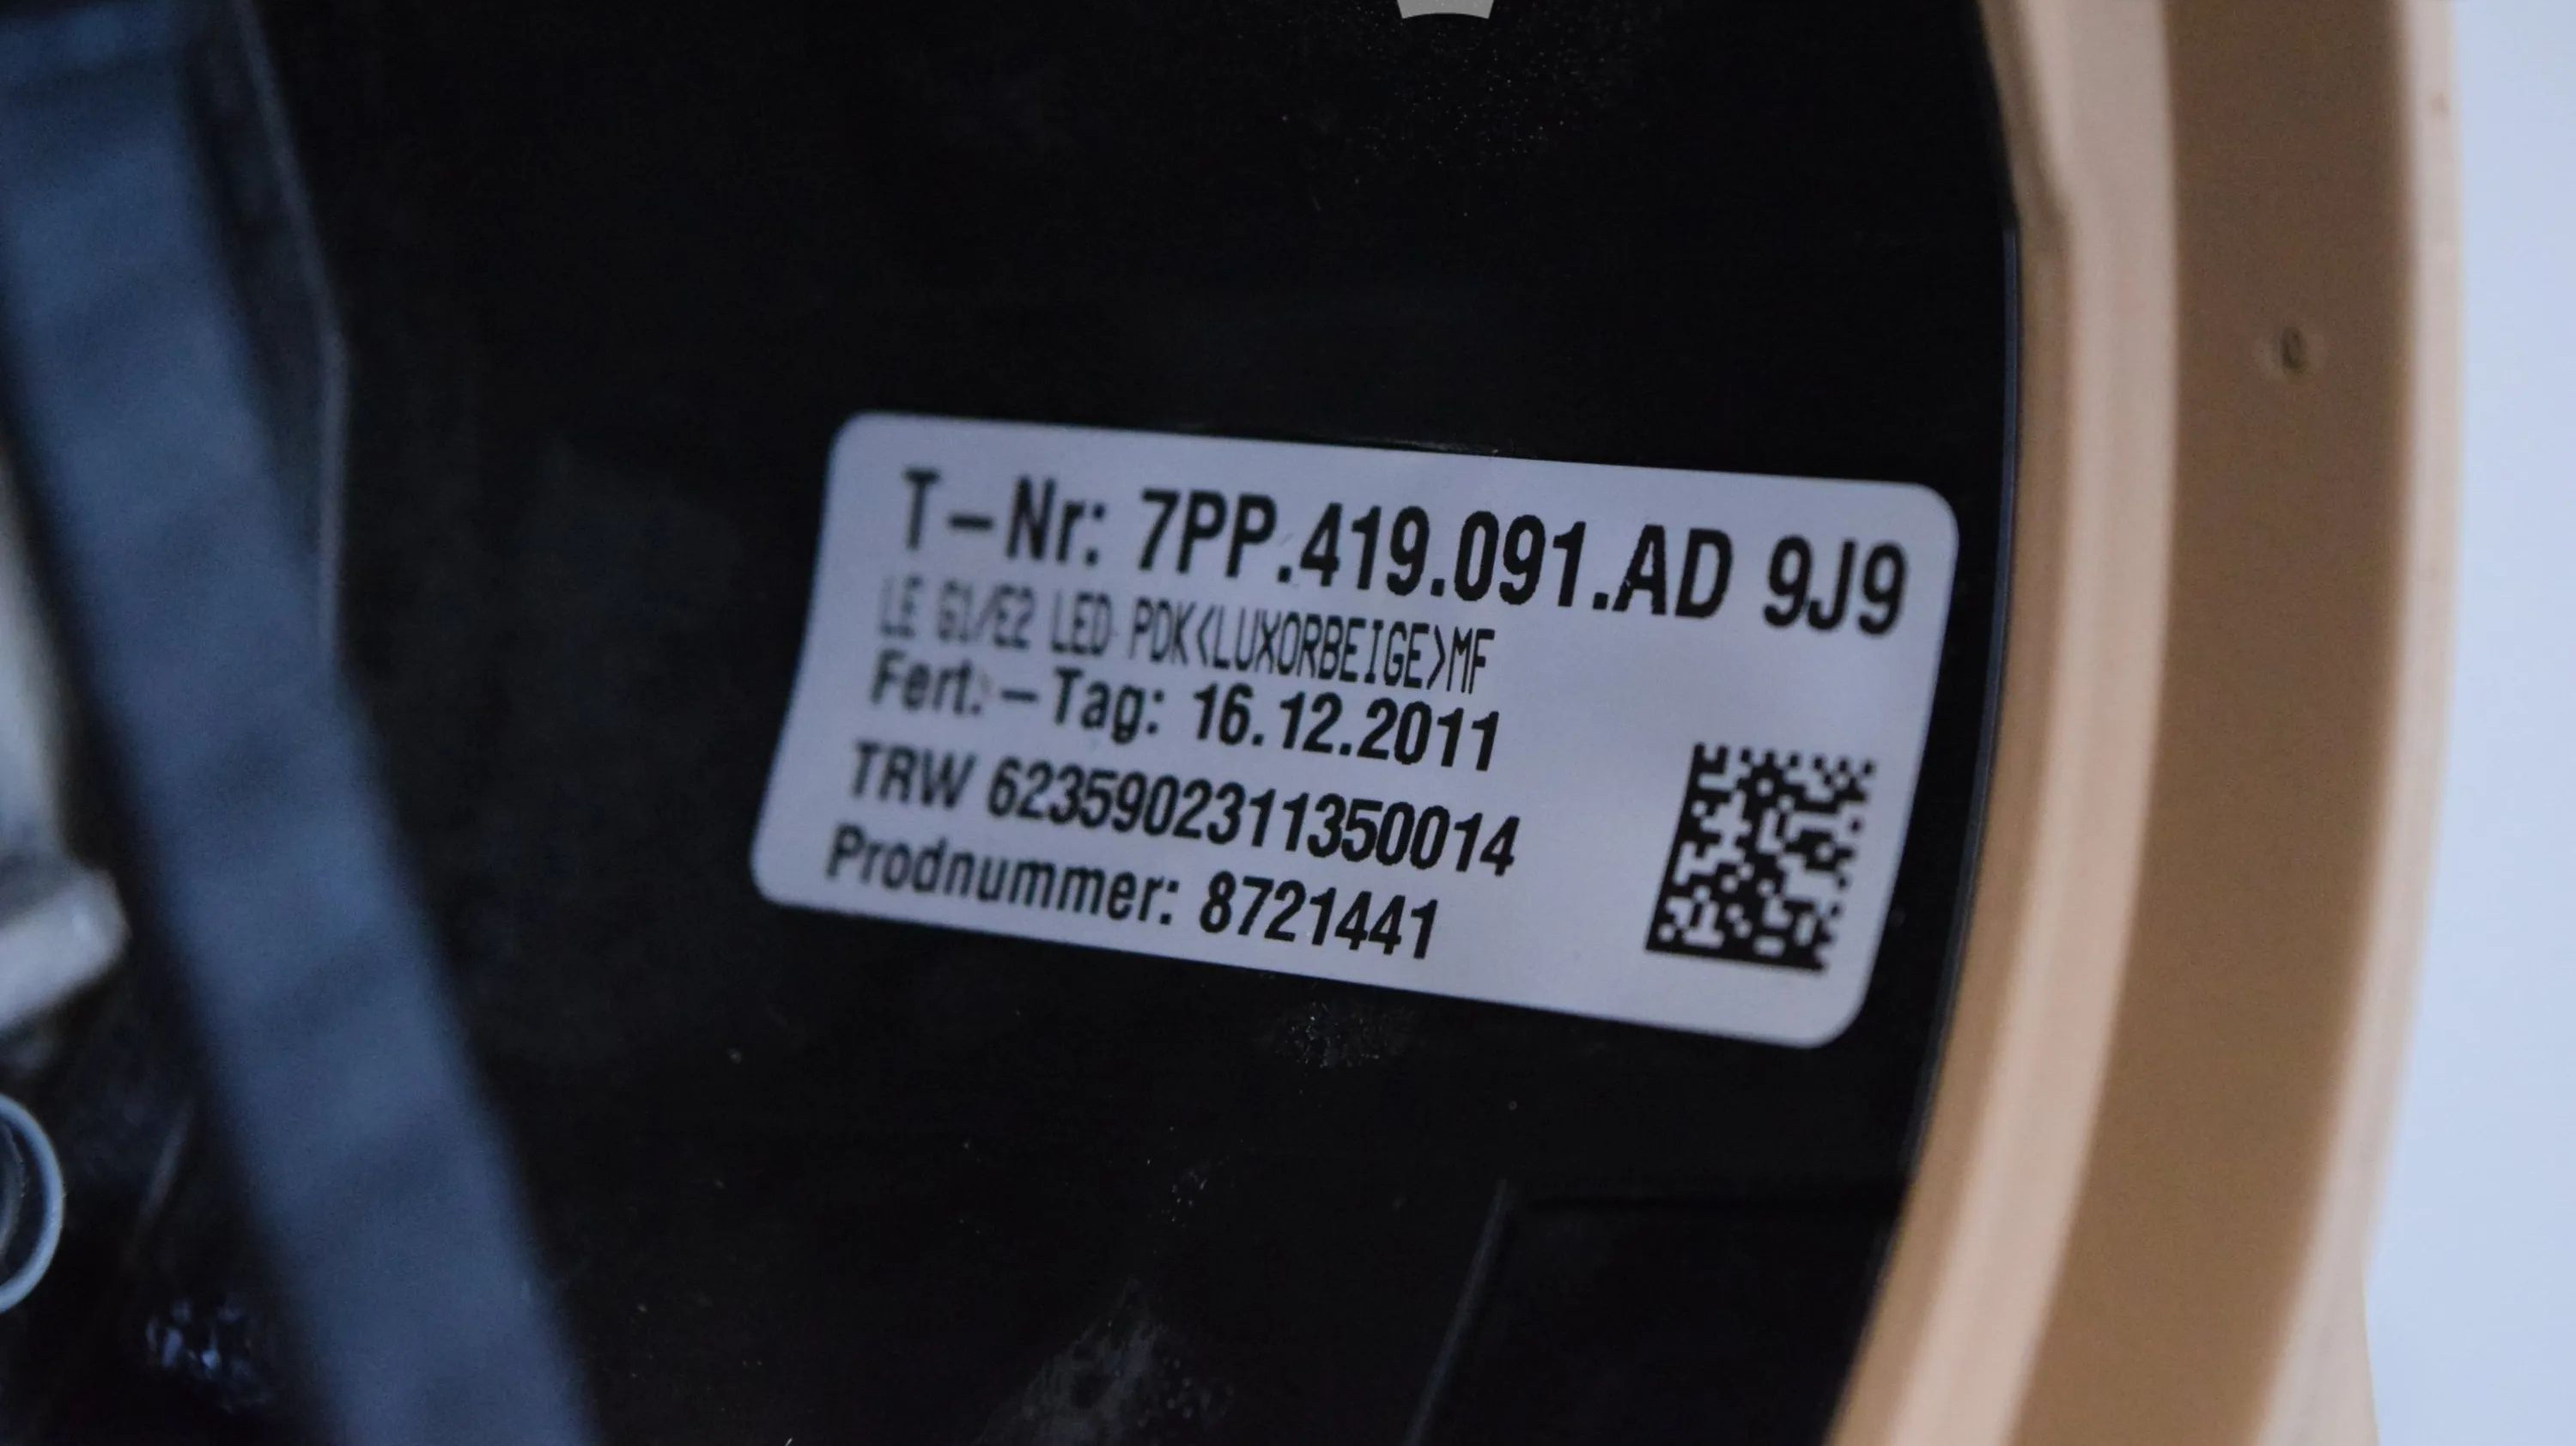 T-Nr: 7PP.419.091.AD 9J9
LE G1/E2 LED PDK<LUXORBEIGE>MF
Fert.-Tag: 16.12.2011
TRW 6235902311350014
Prodnummer: 8721441